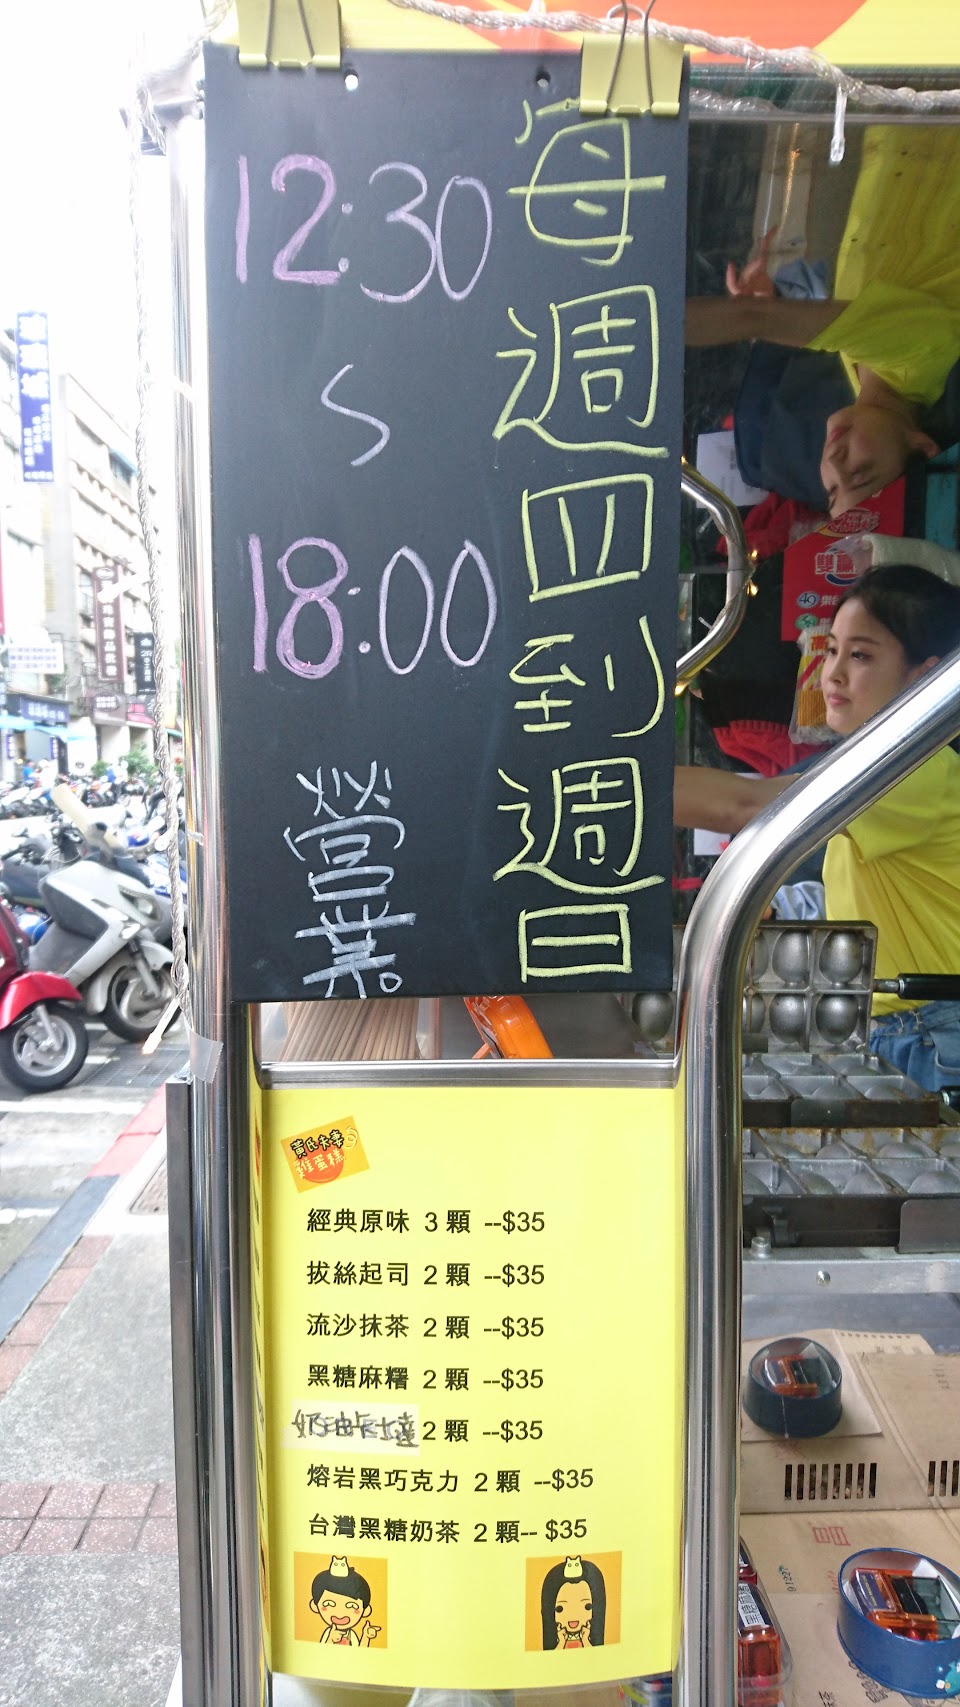 每週四到週日
12:30
~
18:00
營業。
黃氏夫妻
雞蛋糕
經典原味 3 顆 --$35
拔絲起司 2 顆 --$35
流沙抹茶 2 顆 --$35
黑糖麻糬 2 顆 --$35
奶油卡士達 2 顆 --$35
熔岩黑巧克力 2 顆 --$35
台灣黑糖奶茶 2 顆-- $35